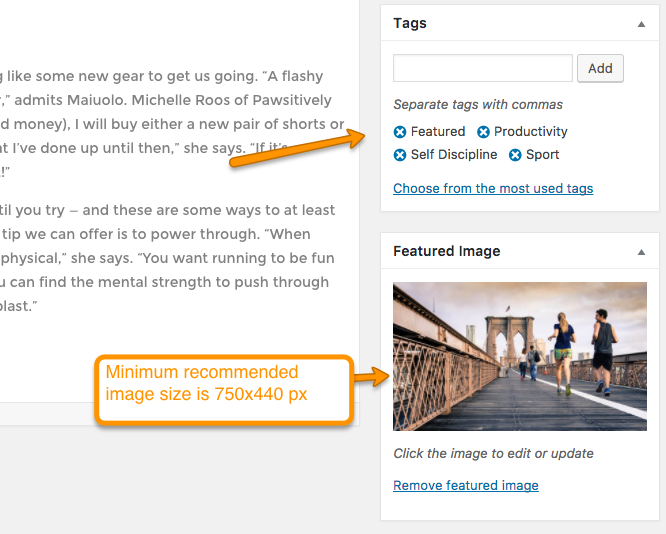 Tags
Add
Separate tags with commas
Featured Productivity
Self Discipline Sport
Choose from the most used tags
like some new gear to get us going. “A flashy
admits Maiuolo. Michelle Roos of Pawsitively
money), I will buy either a new pair of shorts or
I’ve done up until then,” she says. “If it’s
!”
you try — and these are some ways to at least
tip we can offer is to power through. “When
physical,” she says. “You want running to be fun
can find the mental strength to push through
blast.”
Featured Image
Minimum recommended
image size is 750x440 px
Click the image to edit or update
Remove featured image